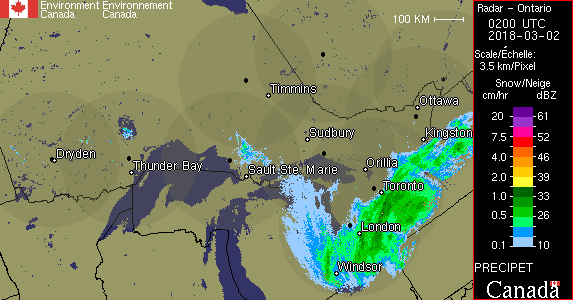 Environment Environnement
Canada Canada
100 KM
Timmins
Ottawa
Sudbury
Kingston
Dryden
Thunder Bay
Sault Ste. Marie
Orillia
Toronto
London
Windsor
Radar - Ontario
0200 UTC
2018-03-02
Scale/Échelle:
3.5 km/Pixel
Snow/Neige
cm/hr dBZ
20 61
7.5 52
4.0 46
2.0 39
1.0 33
0.5 26
0.1 10
PRECIPET
Canada